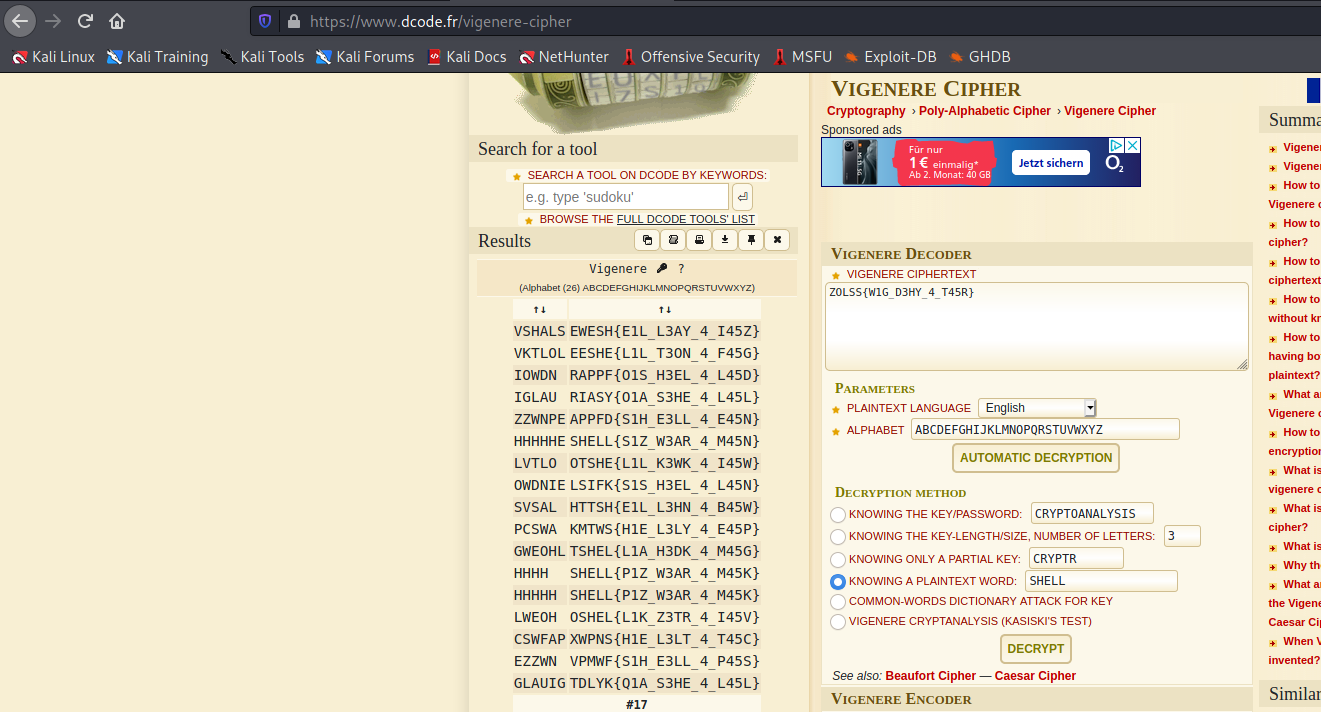 https://www.dcode.fr/vigenere-cipher
Kali Linux Kali Training Kali Tools Kali Forums Kali Docs NetHunter Offensive Security MSFU Exploit-DB GHDB
Search for a tool
SEARCH A TOOL ON DCODE BY KEYWORDS:
e.g. type 'sudoku'
BROWSE THE FULL DCODE TOOLS' LIST
Results
Vigenere ?
(Alphabet (26) ABCDEFGHIJKLMNOPQRSTUVWXYZ)
↑↓ ↑↓
VSHALS EWESH{E1L_L3AY_4_I45Z}
VKTLOL EESHE{L1L_T3ON_4_F45G}
IOWDN RAPPF{O1S_H3EL_4_L45D}
IGLAU RIASY{O1A_S3HE_4_L45L}
ZZWNPE APPFD{S1H_E3LL_4_E45N}
HHHHHE SHELL{S1Z_W3AR_4_M45N}
LVTLO OTSHE{L1L_K3WK_4_I45W}
OWDNIE LSIFK{S1S_H3EL_4_L45N}
SVSAL HTTSH{E1L_L3HN_4_B45W}
PCSWA KMTWS{H1E_L3LY_4_E45P}
GWEOHL TSHEL{L1A_H3DK_4_M45G}
HHHH SHELL{P1Z_W3AR_4_M45K}
HHHHH SHELL{P1Z_W3AR_4_M45K}
LWEOH OSHEL{L1K_Z3TR_4_I45V}
CSWFAP XWPNS{H1E_L3LT_4_T45C}
EZZWN VPMWF{S1H_E3LL_4_P45S}
GLAUIG TDLYK{Q1A_S3HE_4_L45L}
#17
VIGENERE CIPHER
Cryptography › Poly-Alphabetic Cipher › Vigenere Cipher
Sponsored ads
Für nur
1 € einmalig*
Ab 2. Monat: 40 GB
Jetzt sichern
O2
VIGENERE DECODER
VIGENERE CIPHERTEXT
ZOLSS{W1G_D3HY_4_T45R}
PARAMETERS
PLAINTEXT LANGUAGE English
ALPHABET ABCDEFGHIJKLMNOPQRSTUVWXYZ
AUTOMATIC DECRYPTION
DECRYPTION METHOD
KNOWING THE KEY/PASSWORD: CRYPTOANALYSIS
KNOWING THE KEY-LENGTH/SIZE, NUMBER OF LETTERS: 3
KNOWING ONLY A PARTIAL KEY: CRYPTR
KNOWING A PLAINTEXT WORD: SHELL
COMMON-WORDS DICTIONARY ATTACK FOR KEY
VIGENERE CRYPTANALYSIS (KASISKI'S TEST)
DECRYPT
See also: Beaufort Cipher — Caesar Cipher
VIGENERE ENCODER
Summa
Vigener
Vigener
How to
Vigenere c
How to
cipher?
How to
ciphertext
How to
without kn
How to
having bo
plaintext?
What ar
Vigenere c
How to
encryption
What is
vigenere c
What is
cipher?
What is
Why the
What ar
the Vigene
Caesar Cip
When V
invented?
Similar